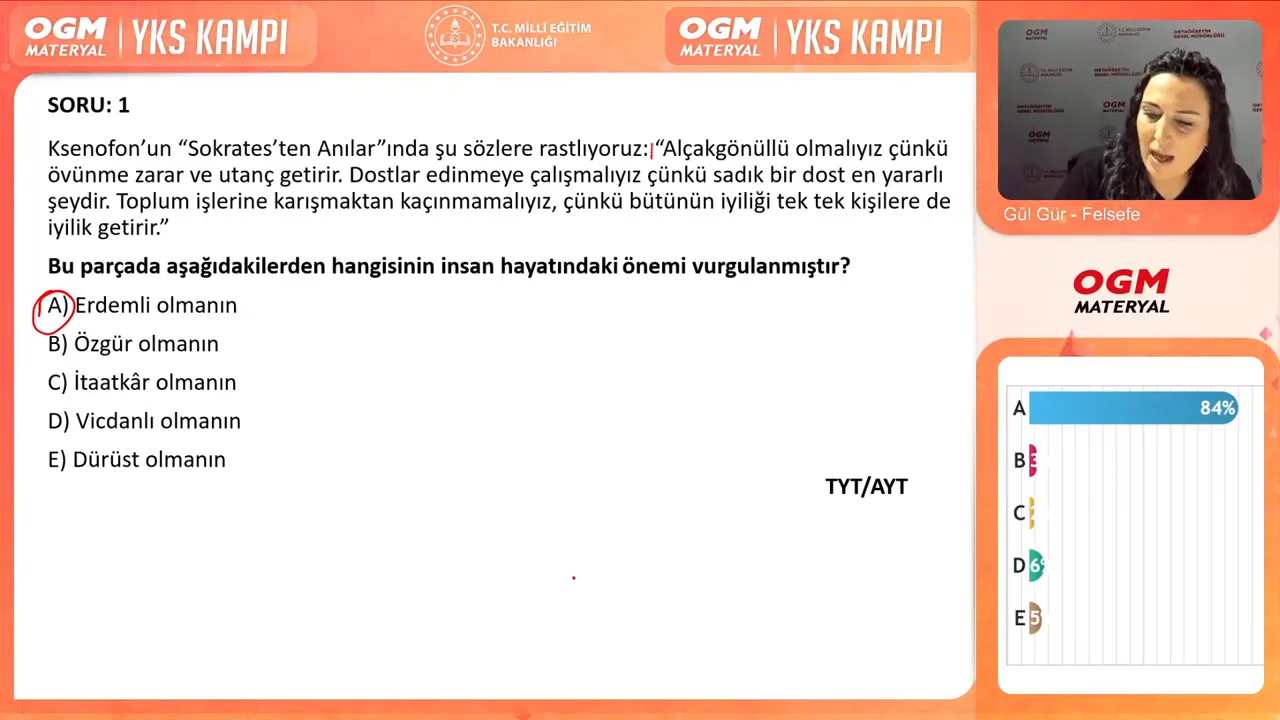 OGM
MATERYAL
YKS KAMPI
T.C. MİLLÎ EĞİTİM
BAKANLIĞI
OGM
MATERYAL
YKS KAMPI
SORU: 1
Ksenofon’un “Sokrates’ten Anılar”ında şu sözlere rastlıyoruz: “Alçakgönüllü olmalıyız çünkü
övünme zarar ve utanç getirir. Dostlar edinmeye çalışmalıyız çünkü sadık bir dost en yararlı
şeydir. Toplum işlerine karışmaktan kaçınmamalıyız, çünkü bütünün iyiliği tek tek kişilere de
iyilik getirir.”
Bu parçada aşağıdakilerden hangisinin insan hayatındaki önemi vurgulanmıştır?
A) Erdemli olmanın
B) Özgür olmanın
C) İtaatkâr olmanın
D) Vicdanlı olmanın
E) Dürüst olmanın
TYT/AYT
Gül Gür - Felsefe
OGM
MATERYAL
A 84%
B 3
C
D 6%
E 5